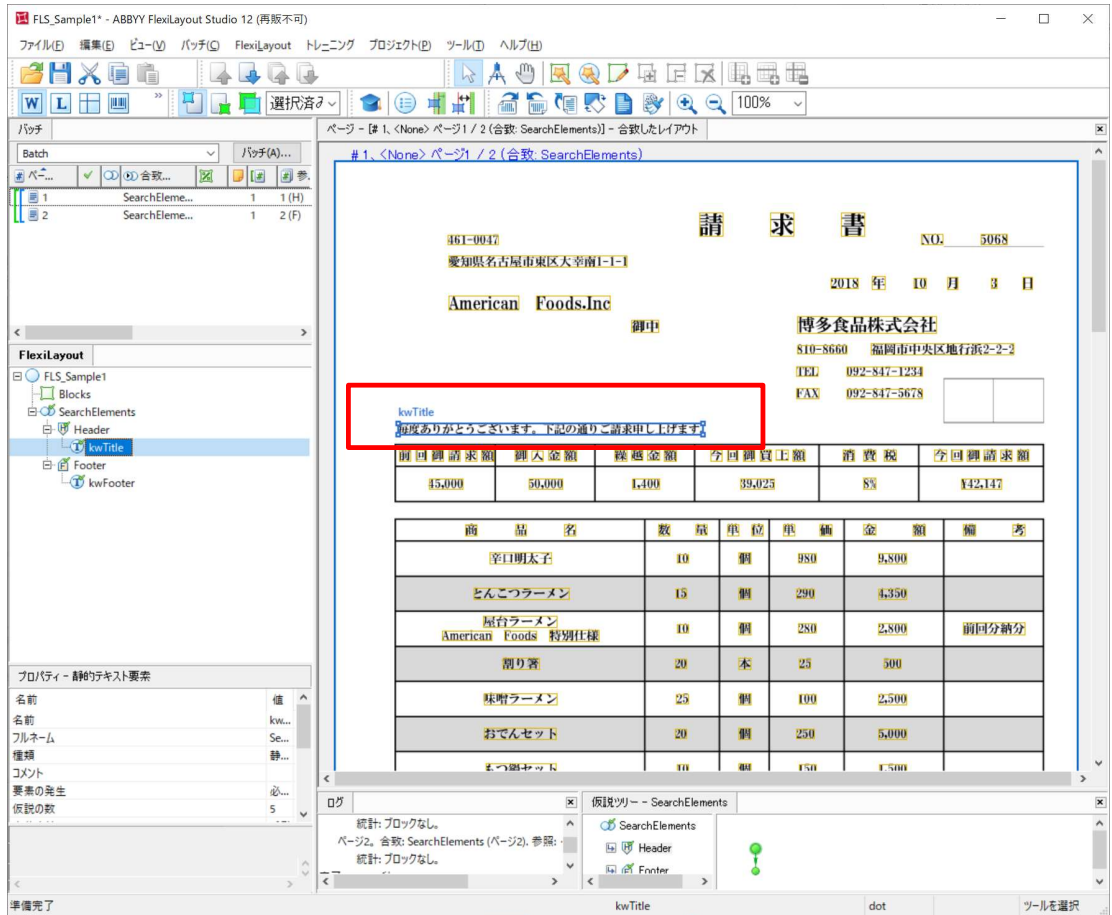 FLS_Sample1* - ABBYY FlexiLayout Studio 12 (再販不可)
ファイル(F) 編集(E) ビュー(V) バッチ(C) FlexiLayout トレーニング プロジェクト(P) ツール(T) ヘルプ(H)
W L » 選択済み 100%
バッチ
Batch バッチ(A)...
# ペー... 合致... # # 参.
1 SearchEleme... 1 1 (H)
2 SearchEleme... 1 2 (F)
FlexiLayout
FLS_Sample1
Blocks
SearchElements
Header
kwTitle
Footer
kwFooter
プロパティ - 静的テキスト要素
名前 値
名前 kw...
フルネーム Se...
種類 静...
コメント
要素の発生 必...
仮説の数 5
ページ - [# 1、<None> ページ1 / 2 (合致: SearchElements)] - 合致したレイアウト
# 1、<None> ページ1 / 2 (合致: SearchElements)
請 求 書
461-0047 NO. 5068
愛知県名古屋市東区大幸南1-1-1
2018 年 10 月 3 日
American Foods.Inc
御中 博多食品株式会社
810-8660 福岡市中央区地行浜2-2-2
TEL 092-847-1234
FAX 092-847-5678
kwTitle
毎度ありがとうございます。下記の通りご請求申し上げます。
前回御請求額 御入金額 繰越金額 今回御買上額 消費税 今回御請求額
45,000 50,000 1,400 39,025 8% ¥42,147
商 品 名 数 量 単 位 単 価 金 額 備 考
辛口明太子 10 個 980 9,800
とんこつラーメン 15 個 290 4,350
屋台ラーメン
American Foods 特別仕様 10 個 280 2,800 前回分納分
割り箸 20 本 25 500
味噌ラーメン 25 個 100 2,500
おでんセット 20 個 250 5,000
もつ鍋セット 10 個 150 1,500
ログ
統計: ブロックなし。
ページ2。合致: SearchElements (ページ2). 参照: -
統計: ブロックなし。
仮説ツリー - SearchElements
SearchElements
Header
Footer
準備完了 kwTitle dot ツールを選択